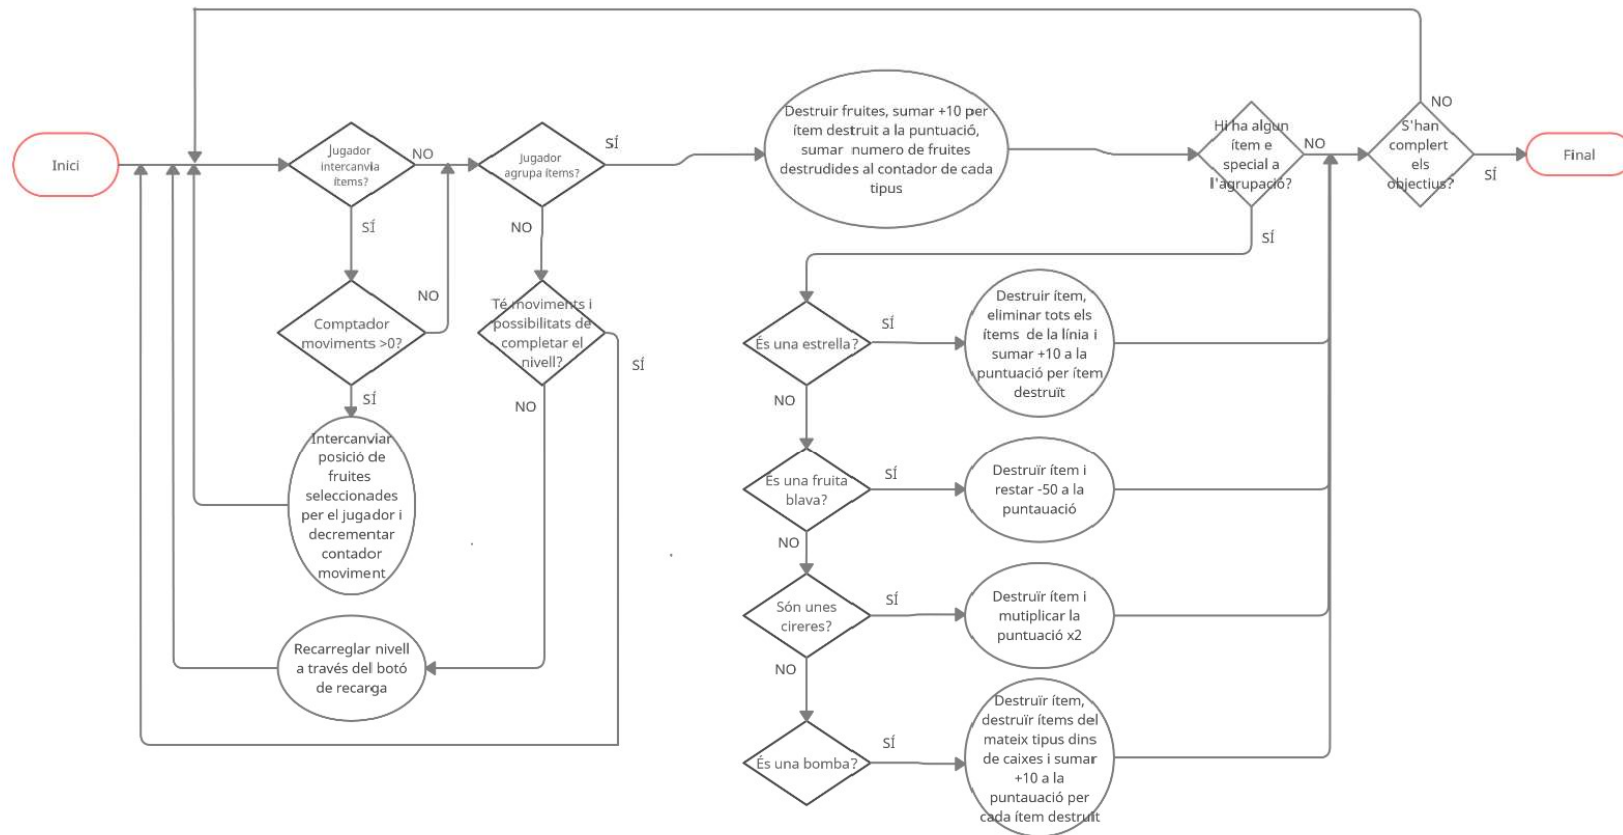 Inici
Jugador
intercanvia
ítems?
NO
SÍ
Comptador
moviments >0?
NO
SÍ
Intercanviar
posició de
fruites
seleccionades
per el jugador i
decrementar
contador
moviment
Jugador
agrupa ítems?
SÍ
NO
Té moviments i
possibilitats de
completar el
nivell?
SÍ
NO
Recarreglar nivell
a través del botó
de recarga
Destruir fruites, sumar +10 per
ítem destruit a la puntuació,
sumar numero de fruites
destrudides al contador de cada
tipus
Hi ha algun
ítem e
special a
l'agrupació?
NO
SÍ
S'han
complert
els
objectius?
NO
SÍ
Final
És una estrella?
SÍ
Destruir ítem,
eliminar tots els
ítems de la línia i
sumar +10 a la
puntuació per ítem
destruït
NO
És una fruita
blava?
SÍ
Destruïr ítem i
restar -50 a la
puntauació
NO
Són unes
cireres?
SÍ
Destruïr ítem i
mutiplicar la
puntuació x2
NO
És una bomba?
SÍ
Destruïr ítem,
destruïr ítems del
mateix tipus dins
de caixes i sumar
+10 a la
puntauació per
cada ítem destruït